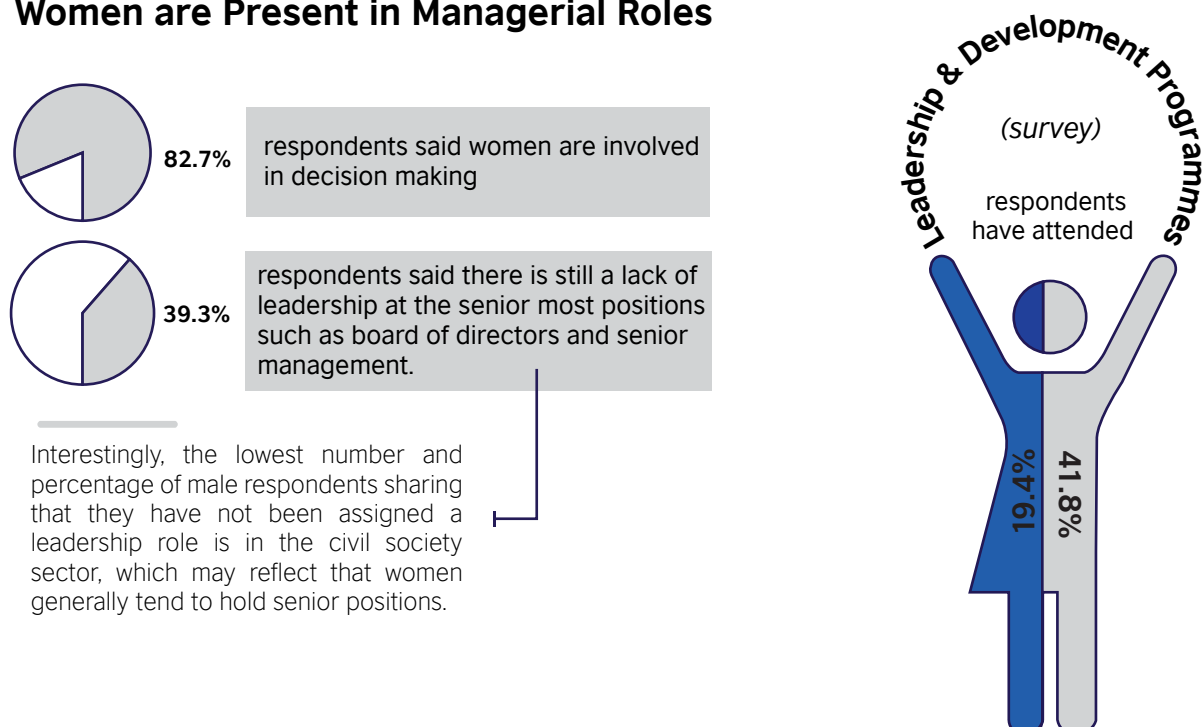 Women are Present in Managerial Roles
82.7%
respondents said women are involved
in decision making
39.3%
respondents said there is still a lack of
leadership at the senior most positions
such as board of directors and senior
management.
Interestingly, the lowest number and
percentage of male respondents sharing
that they have not been assigned a
leadership role is in the civil society
sector, which may reflect that women
generally tend to hold senior positions.
Leadership & Development Programmes
(survey)
respondents
have attended
19.4%
41.8%